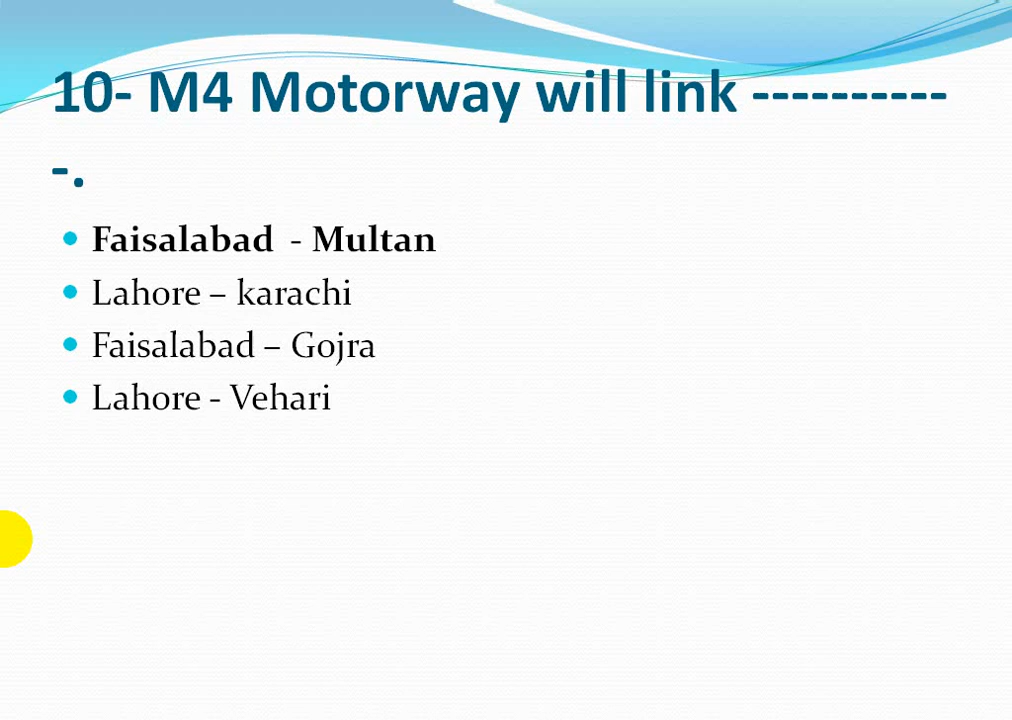 10- M4 Motorway will link ----------
-.
Faisalabad - Multan
Lahore – karachi
Faisalabad – Gojra
Lahore - Vehari